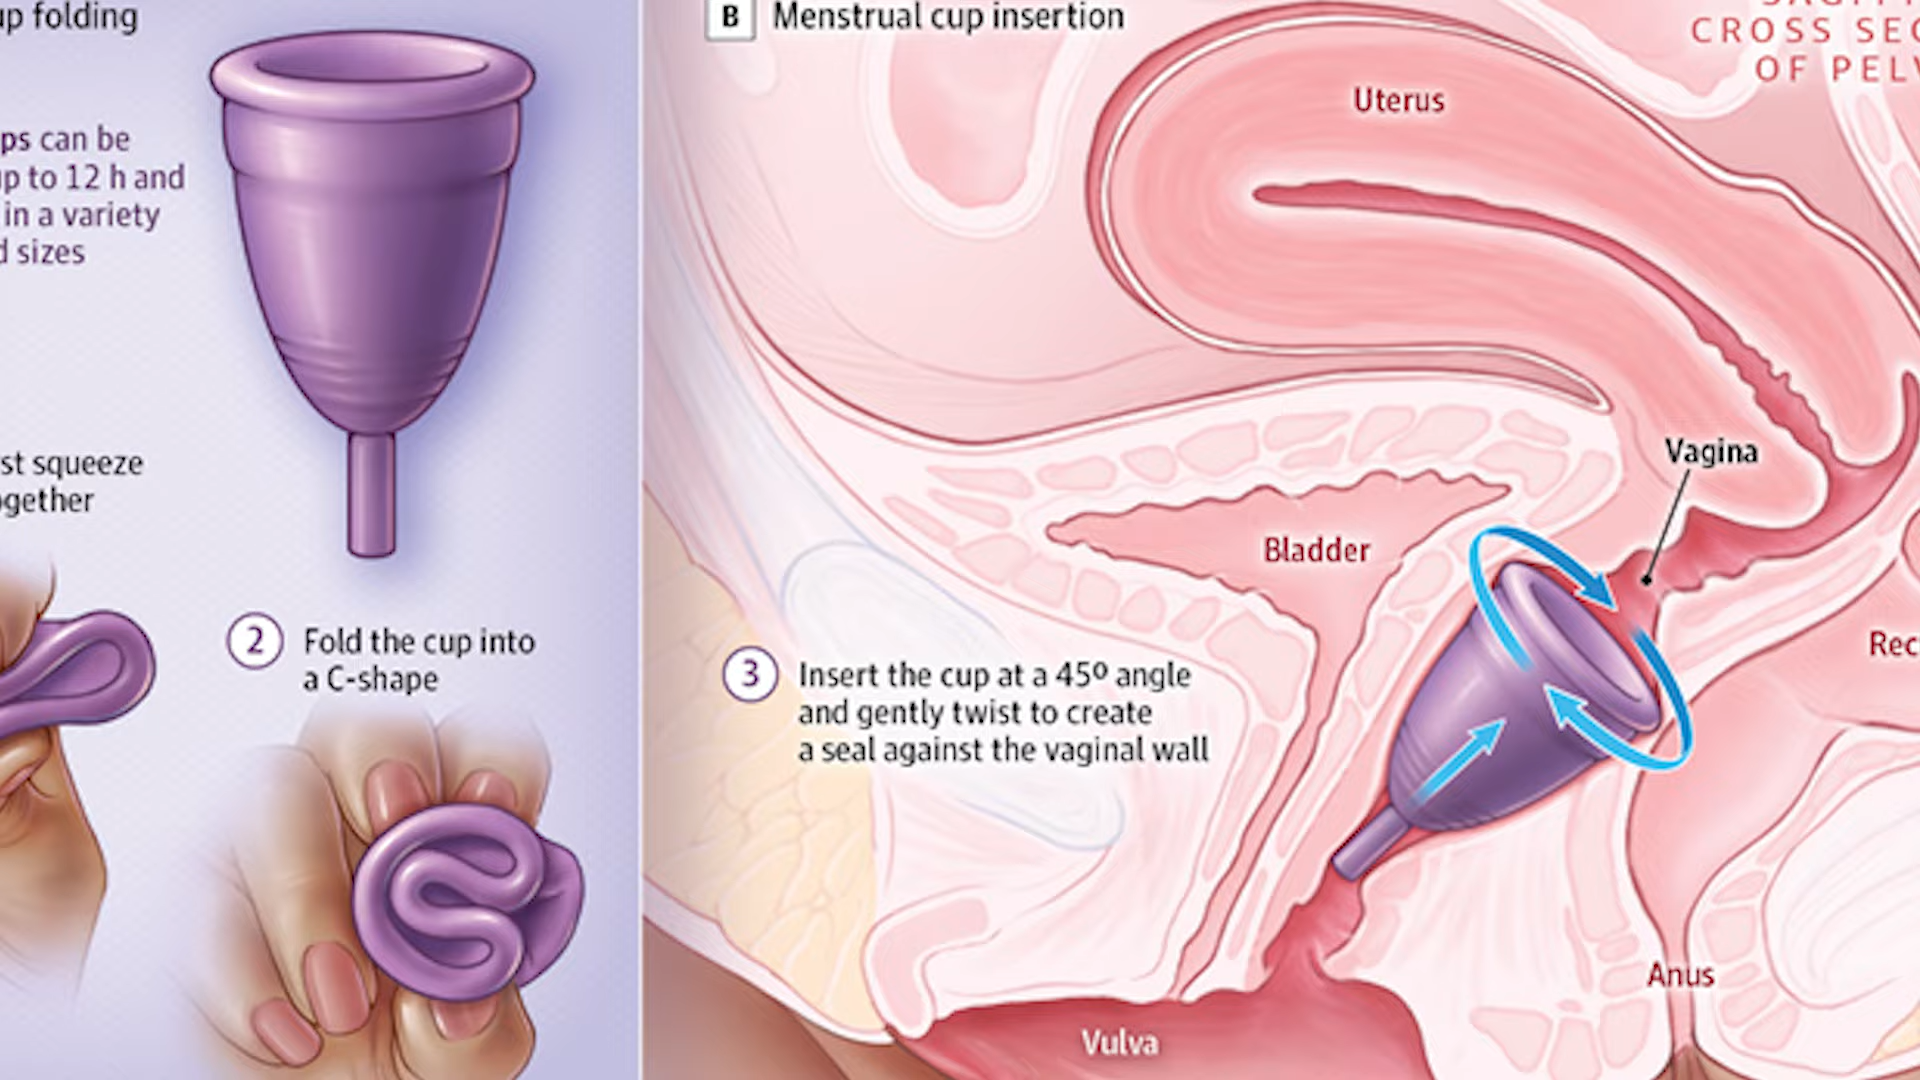 up folding
ps can be
up to 12 h and
in a variety
d sizes
st squeeze
ogether
2 Fold the cup into
a C-shape
B Menstrual cup insertion
CROSS SEC
OF PELV
Uterus
Vagina
Bladder
3 Insert the cup at a 45º angle
and gently twist to create
a seal against the vaginal wall
Rec
Anus
Vulva